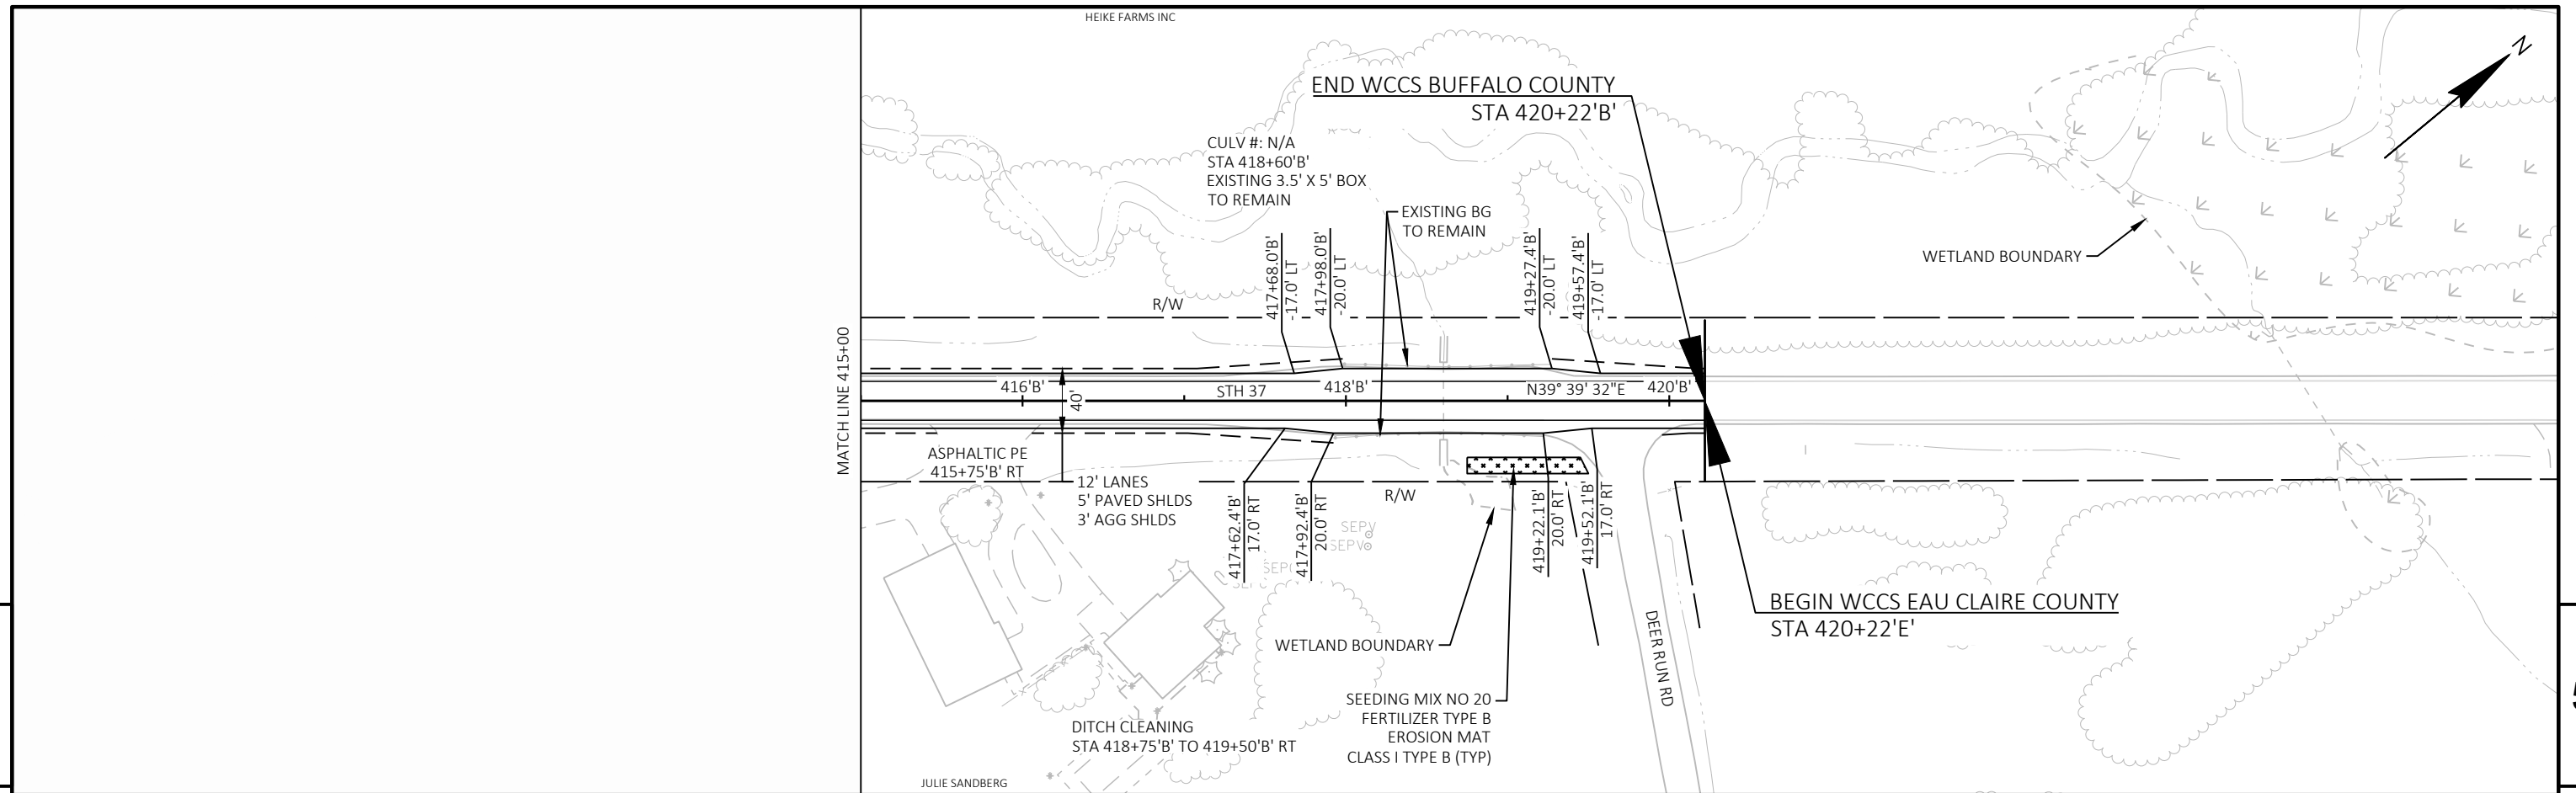 HEIKE FARMS INC
N
END WCCS BUFFALO COUNTY
STA 420+22'B'
CULV #: N/A
STA 418+60'B'
EXISTING 3.5' X 5' BOX
TO REMAIN
EXISTING BG
TO REMAIN
417+68.0'B'
-17.0' LT
417+98.0'B'
-20.0' LT
419+27.4'B'
-20.0' LT
419+57.4'B'
-17.0' LT
WETLAND BOUNDARY
R/W
MATCH LINE 415+00
416'B'
40'
STH 37
418'B'
N39° 39' 32"E
420'B'
ASPHALTIC PE
415+75'B' RT
12' LANES
5' PAVED SHLDS
3' AGG SHLDS
R/W
417+62.4'B'
17.0' RT
417+92.4'B'
20.0' RT
419+22.1'B'
20.0' RT
419+52.1'B'
17.0' RT
SEPV
SEPV
BEGIN WCCS EAU CLAIRE COUNTY
STA 420+22'E'
DEER RUN RD
WETLAND BOUNDARY
SEEDING MIX NO 20
FERTILIZER TYPE B
EROSION MAT
CLASS I TYPE B (TYP)
DITCH CLEANING
STA 418+75'B' TO 419+50'B' RT
JULIE SANDBERG